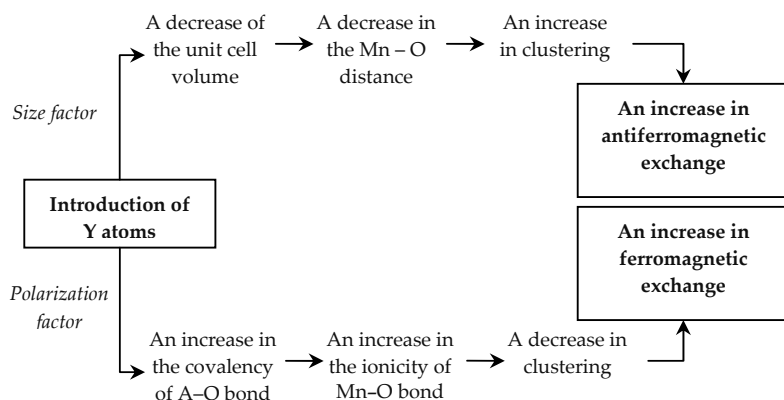 A decrease of
the unit cell
volume
A decrease in
the Mn – O
distance
An increase
in clustering
Size factor
An increase in
antiferromagnetic
exchange
Introduction of
Y atoms
An increase in
ferromagnetic
exchange
Polarization
factor
An increase in
the covalency
of A–O bond
An increase in
the ionicity of
Mn–O bond
A decrease in
clustering